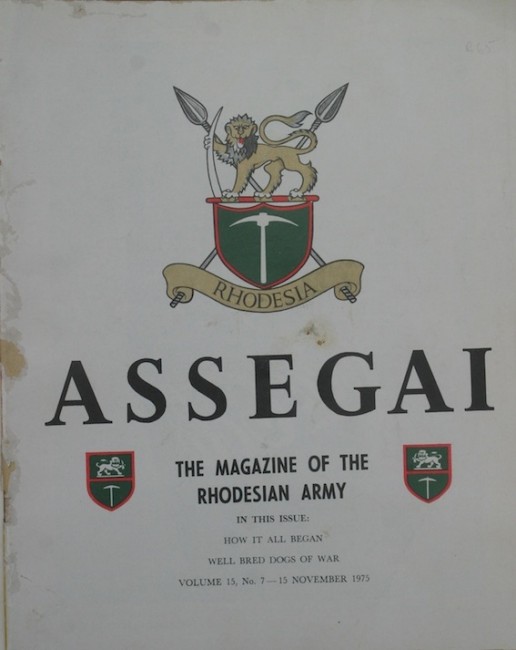 RHODESIA
ASSEGAI
THE MAGAZINE OF THE
RHODESIAN ARMY
IN THIS ISSUE:
HOW IT ALL BEGAN
WELL BRED DOGS OF WAR
VOLUME 15, No. 7 — 15 NOVEMBER 1975